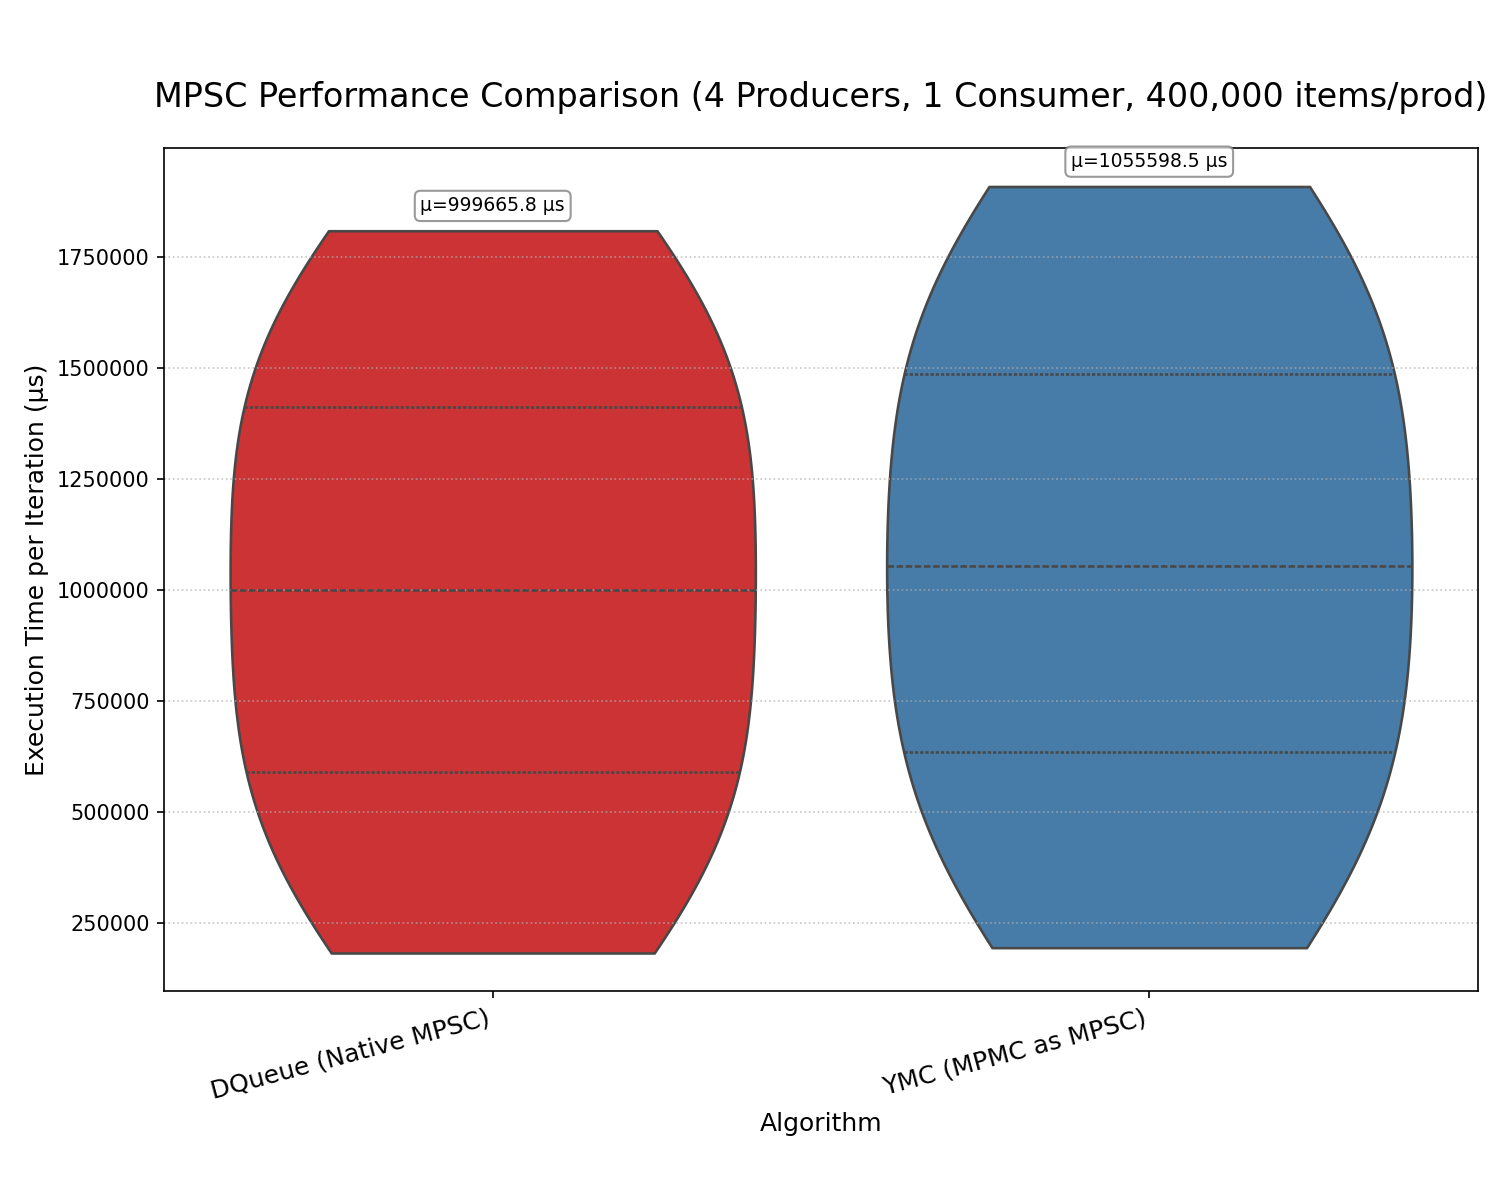 MPSC Performance Comparison (4 Producers, 1 Consumer, 400,000 items/prod)
μ=999665.8 μs
μ=1055598.5 μs
Execution Time per Iteration (μs)
1750000
1500000
1250000
1000000
750000
500000
250000
DQueue (Native MPSC)
YMC (MPMC as MPSC)
Algorithm